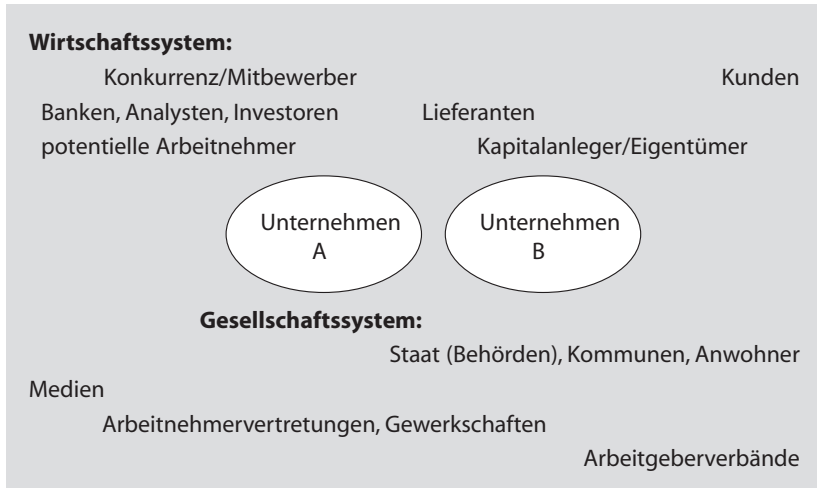 Wirtschaftssystem:
Konkurrenz/Mitbewerber Kunden
Banken, Analysten, Investoren Lieferanten
potentielle Arbeitnehmer Kapitalanleger/Eigentümer
Unternehmen
A
Unternehmen
B
Gesellschaftssystem:
Staat (Behörden), Kommunen, Anwohner
Medien
Arbeitnehmervertretungen, Gewerkschaften
Arbeitgeberverbände